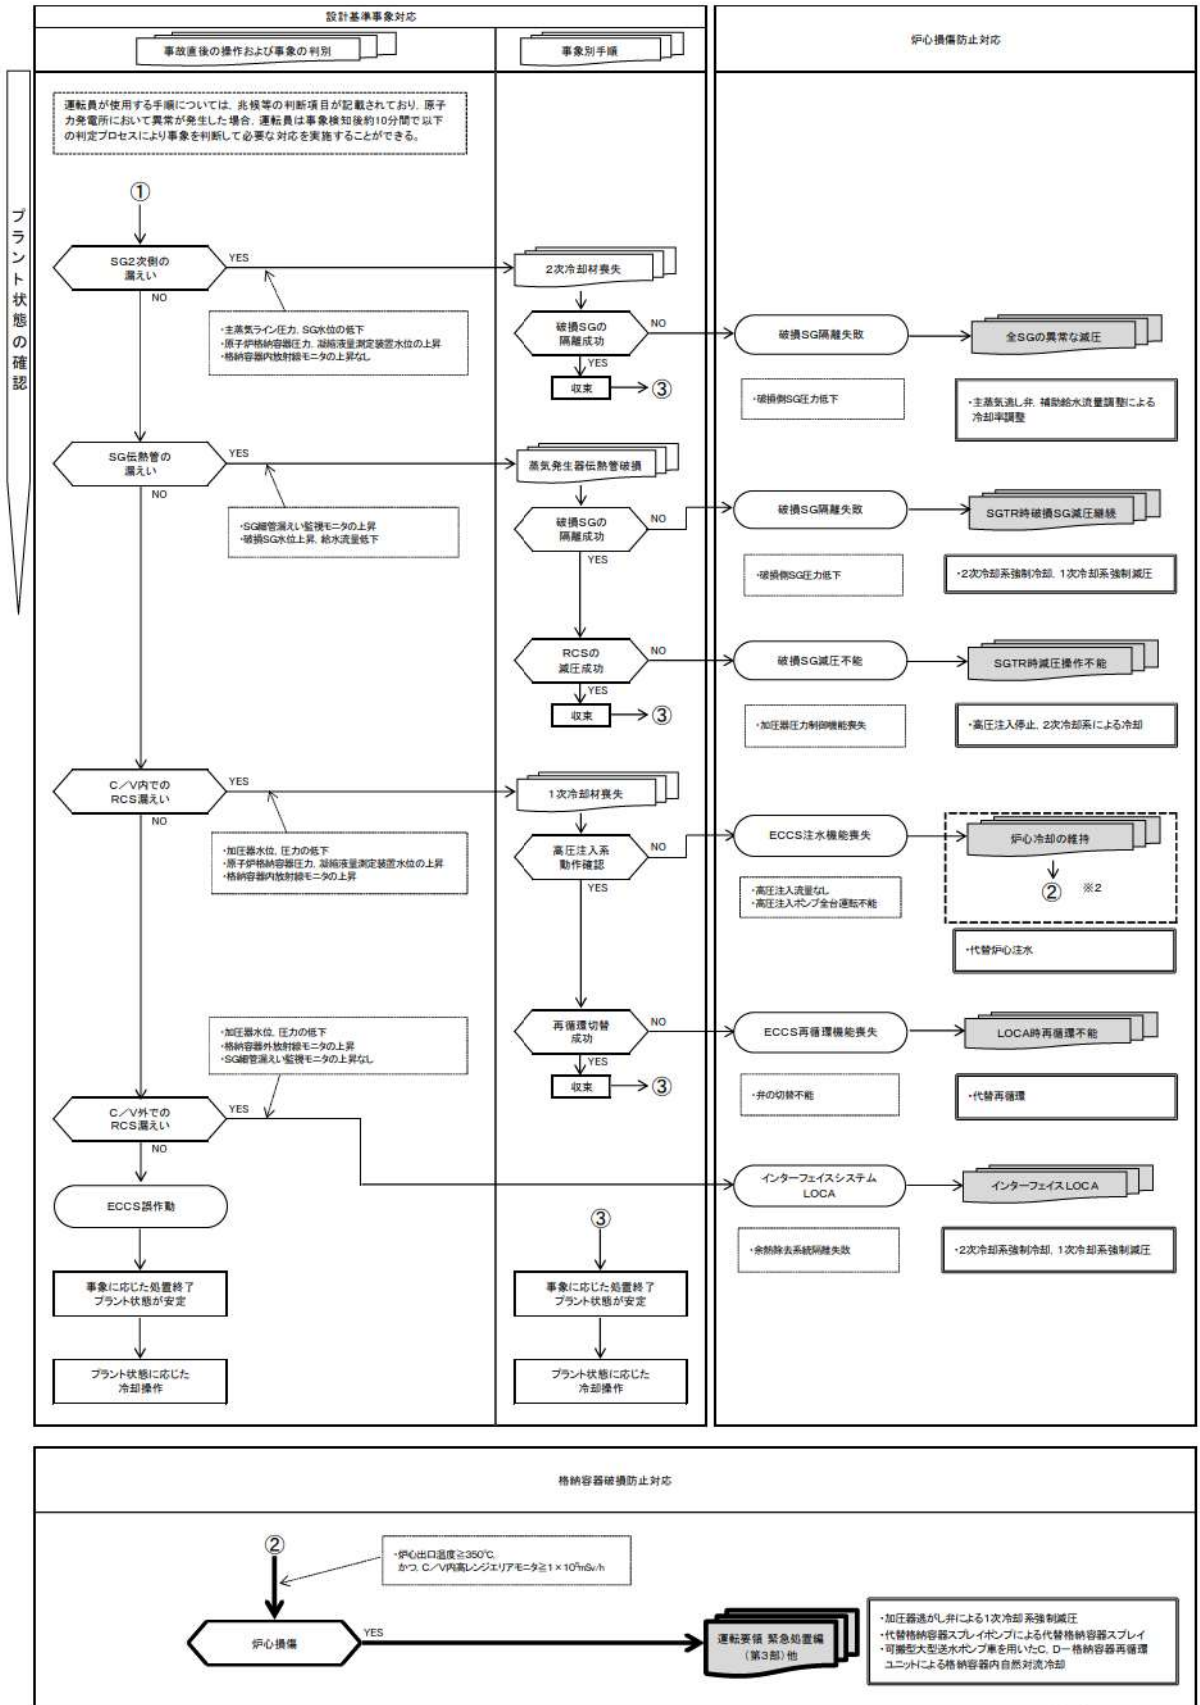 設計基準事象対応
事故直後の操作および事象の判別
事象別手順
炉心損傷防止対応
プラント状態の確認
運転員が使用する手順については、兆候等の判断項目が記載されており、原子
力発電所において異常が発生した場合、運転員は事象検知後約10分間で以下
の判定プロセスにより事象を判断して必要な対応を実施することができる。
①
SG2次側の
漏えい
YES
NO
・主蒸気ライン圧力、SG水位の低下
・原子炉格納容器圧力、凝縮液量測定装置水位の上昇
・格納容器内放射線モニタの上昇なし
2次冷却材喪失
破損SGの
隔離成功
NO
YES
収束
③
破損SG隔離失敗
・破損側SG圧力低下
全SGの異常な減圧
・主蒸気逃し弁、補助給水流量調整による
冷却率調整
SG伝熱管の
漏えい
YES
NO
・SG細管漏えい監視モニタの上昇
・破損SG水位上昇、給水流量低下
蒸気発生器伝熱管破損
破損SGの
隔離成功
NO
YES
破損SG隔離失敗
・破損側SG圧力低下
SGTR時破損SG減圧継続
・2次冷却系強制冷却、1次冷却系強制減圧
RCSの
減圧成功
NO
YES
収束
③
破損SG減圧不能
・加圧器圧力制御機能喪失
SGTR時減圧操作不能
・高圧注入停止、2次冷却系による冷却
C/V内での
RCS漏えい
YES
NO
・加圧器水位、圧力の低下
・原子炉格納容器圧力、凝縮液量測定装置水位の上昇
・格納容器内放射線モニタの上昇
1次冷却材喪失
高圧注入系
動作確認
NO
YES
ECCS注水機能喪失
・高圧注入流量なし
・高圧注入ポンプ全台運転不能
炉心冷却の維持
② ※2
・代替炉心注水
・加圧器水位、圧力の低下
・格納容器外放射線モニタの上昇
・SG細管漏えい監視モニタの上昇なし
再循環切替
成功
NO
YES
収束
③
ECCS再循環機能喪失
・弁の切替不能
LOCA時再循環不能
・代替再循環
C/V外での
RCS漏えい
YES
NO
インターフェイスシステム
LOCA
・余熱除去系統隔離失敗
インターフェイスLOCA
・2次冷却系強制冷却、1次冷却系強制減圧
ECCS誤作動
事象に応じた処置終了
プラント状態が安定
プラント状態に応じた
冷却操作
③
事象に応じた処置終了
プラント状態が安定
プラント状態に応じた
冷却操作
格納容器破損防止対応
②
・炉心出口温度≧350℃、
かつ、C/V内高レンジエリアモニタ≧1×10⁵mSv/h
炉心損傷
YES
運転要領 緊急処置編
（第3部）他
・加圧器逃がし弁による1次冷却系強制減圧
・代替格納容器スプレイポンプによる代替格納容器スプレイ
・可搬型大型送水ポンプ車を用いたC、D－格納容器再循環
ユニットによる格納容器内自然対流冷却